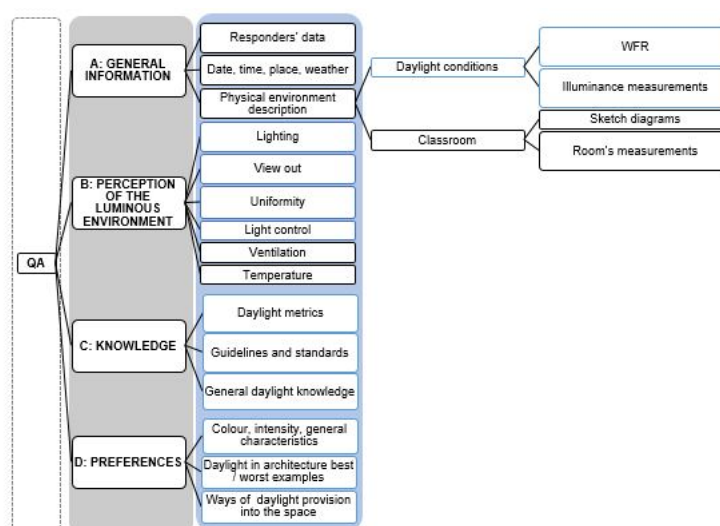 QA
A: GENERAL
INFORMATION
Responders' data
Date, time, place, weather
Physical environment
description
Daylight conditions
WFR
Illuminance measurements
Classroom
Sketch diagrams
Room's measurements
B: PERCEPTION
OF THE
LUMINOUS
ENVIRONMENT
Lighting
View out
Uniformity
Light control
Ventilation
Temperature
C: KNOWLEDGE
Daylight metrics
Guidelines and standards
General daylight knowledge
D: PREFERENCES
Colour, intensity, general
characteristics
Daylight in architecture best
/ worst examples
Ways of daylight provision
into the space